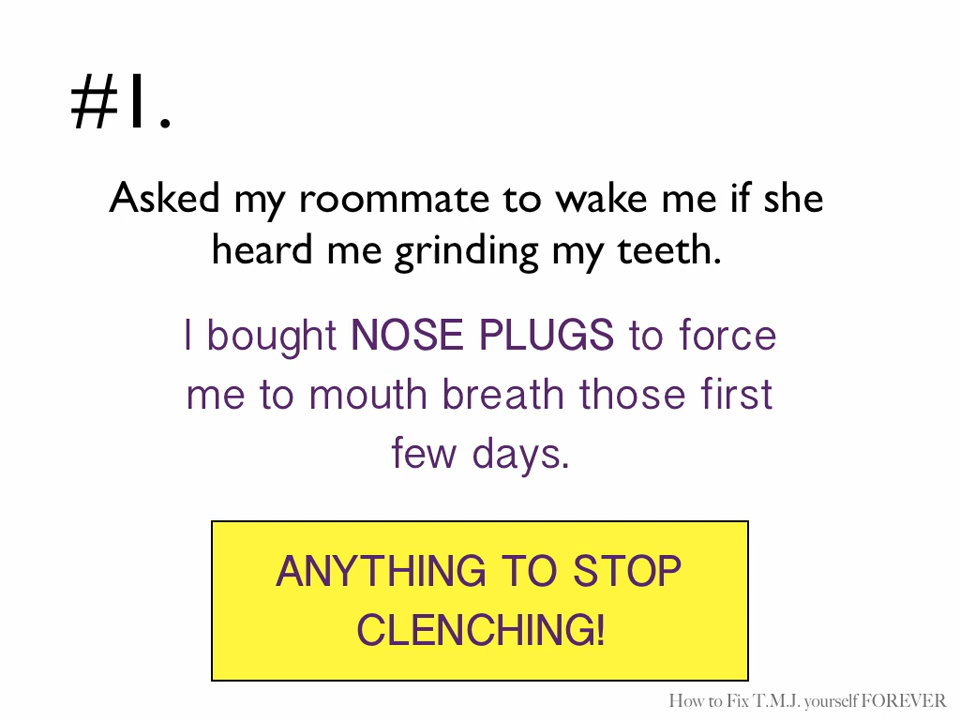 #1.
Asked my roommate to wake me if she
heard me grinding my teeth.
I bought NOSE PLUGS to force
me to mouth breath those first
few days.
ANYTHING TO STOP
CLENCHING!
How to Fix T.M.J. yourself FOREVER